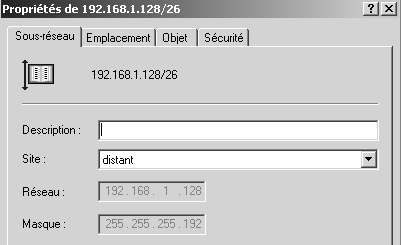 Propriétés de 192.168.1.128/26
Sous-réseau Emplacement Objet Sécurité
192.168.1.128/26
Description :
Site : distant
Réseau : 192.168. 1 .128
Masque : 255.255.255.192